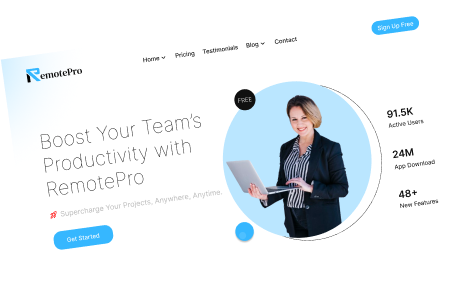 Sign Up Free
RemotePro
Home Pricing Testimonials Blog Contact
FREE
Boost Your Team's
Productivity with
RemotePro
Supercharge Your Projects, Anywhere, Anytime.
Get Started
91.5K
Active Users
24M
App Download
48+
New Features